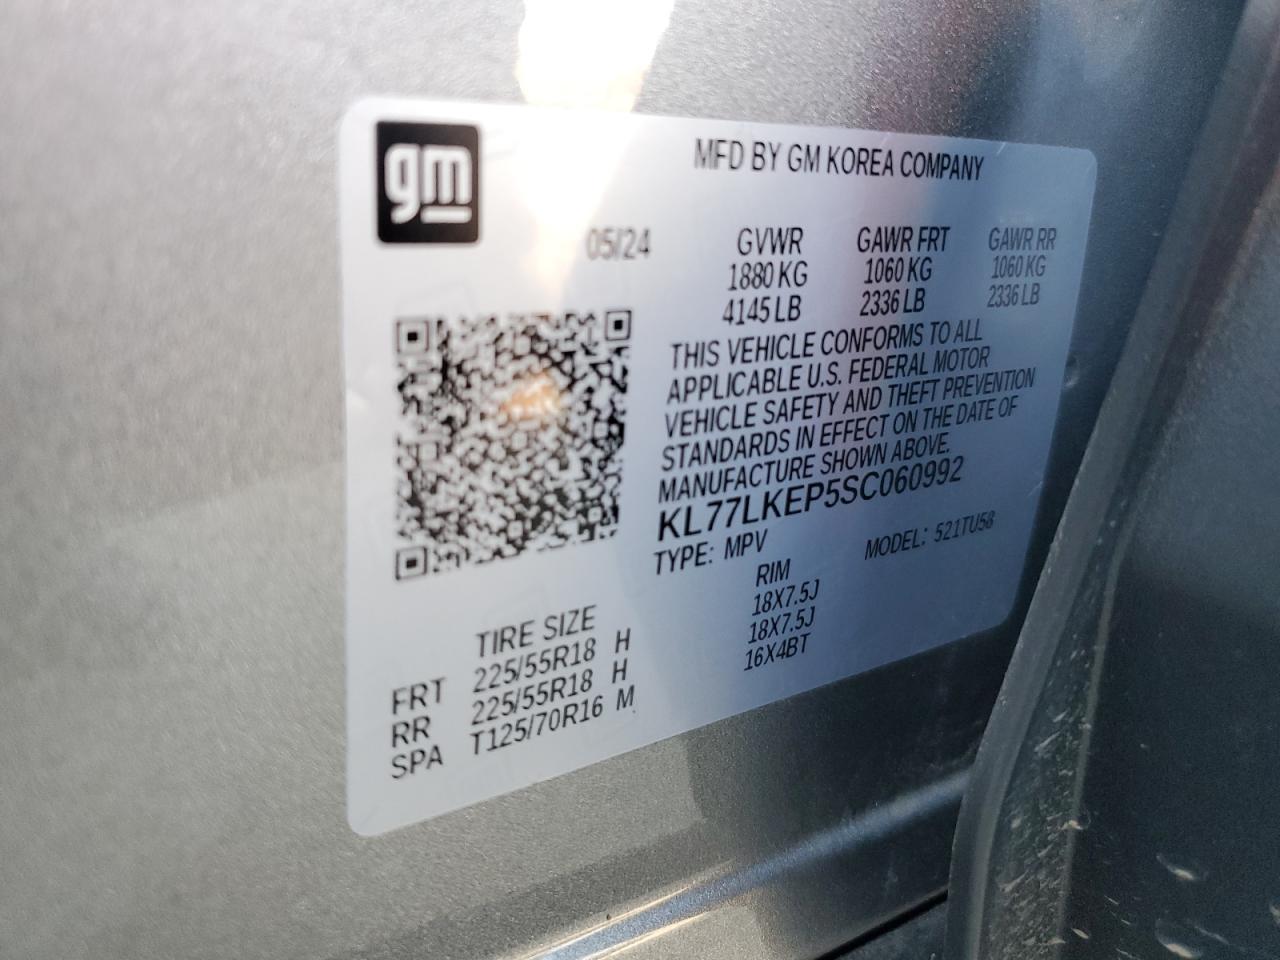 gm
MFD BY GM KOREA COMPANY
05/24 GVWR GAWR FRT GAWR RR
1880 KG 1060 KG 1060 KG
4145 LB 2336 LB 2336 LB
THIS VEHICLE CONFORMS TO ALL
APPLICABLE U.S. FEDERAL MOTOR
VEHICLE SAFETY AND THEFT PREVENTION
STANDARDS IN EFFECT ON THE DATE OF
MANUFACTURE SHOWN ABOVE.
KL77LKEP5SC060992
TYPE: MPV MODEL: 521TU58
TIRE SIZE RIM
FRT 225/55R18 H 18X7.5J
RR 225/55R18 H 18X7.5J
SPA T125/70R16 M 16X4BT